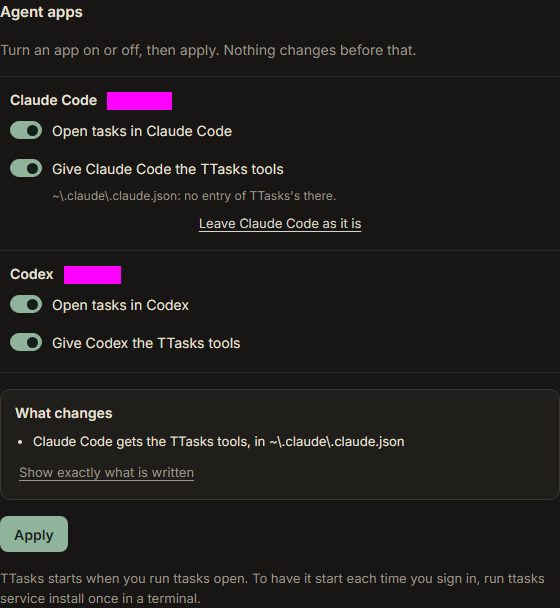 Agent apps
Turn an app on or off, then apply. Nothing changes before that.
Claude Code
Open tasks in Claude Code
Give Claude Code the TTasks tools
~\.claude\.claude.json: no entry of TTasks's there.
Leave Claude Code as it is
Codex
Open tasks in Codex
Give Codex the TTasks tools
What changes
• Claude Code gets the TTasks tools, in ~\.claude\.claude.json
Show exactly what is written
Apply
TTasks starts when you run ttasks open. To have it start each time you sign in, run ttasks
service install once in a terminal.